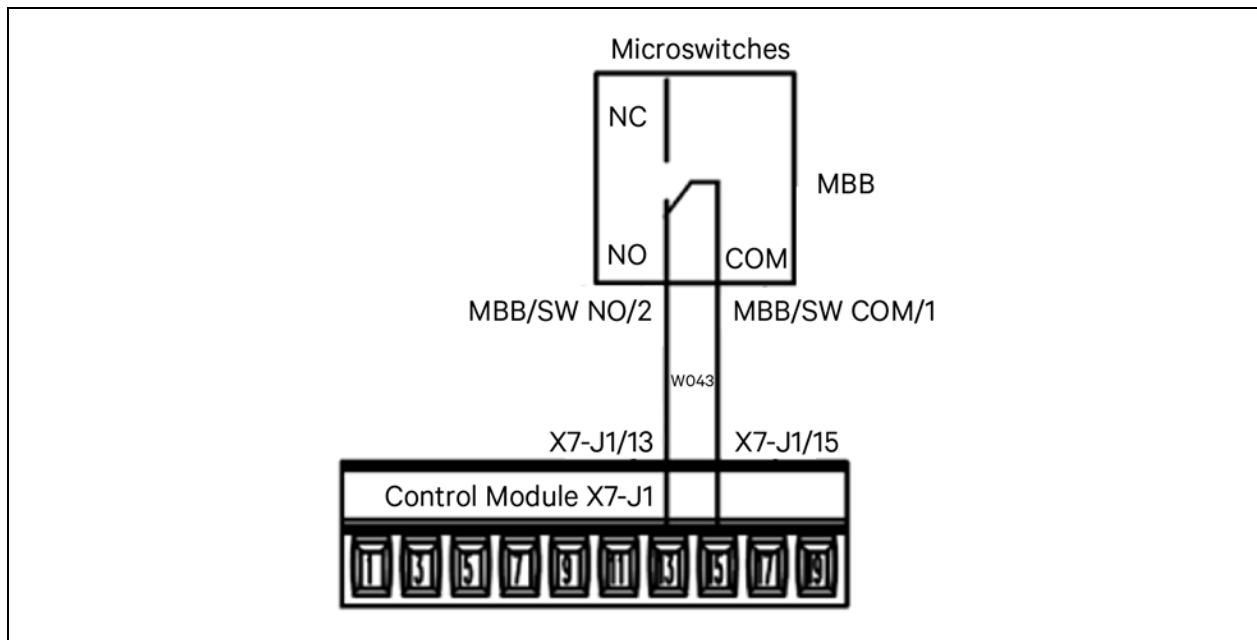 Microswitches
NC
MBB
NO COM
MBB/SW NO/2 MBB/SW COM/1
W043
X7-J1/13 X7-J1/15
Control Module X7-J1
1 3 5 7 9 11 13 15 17 19